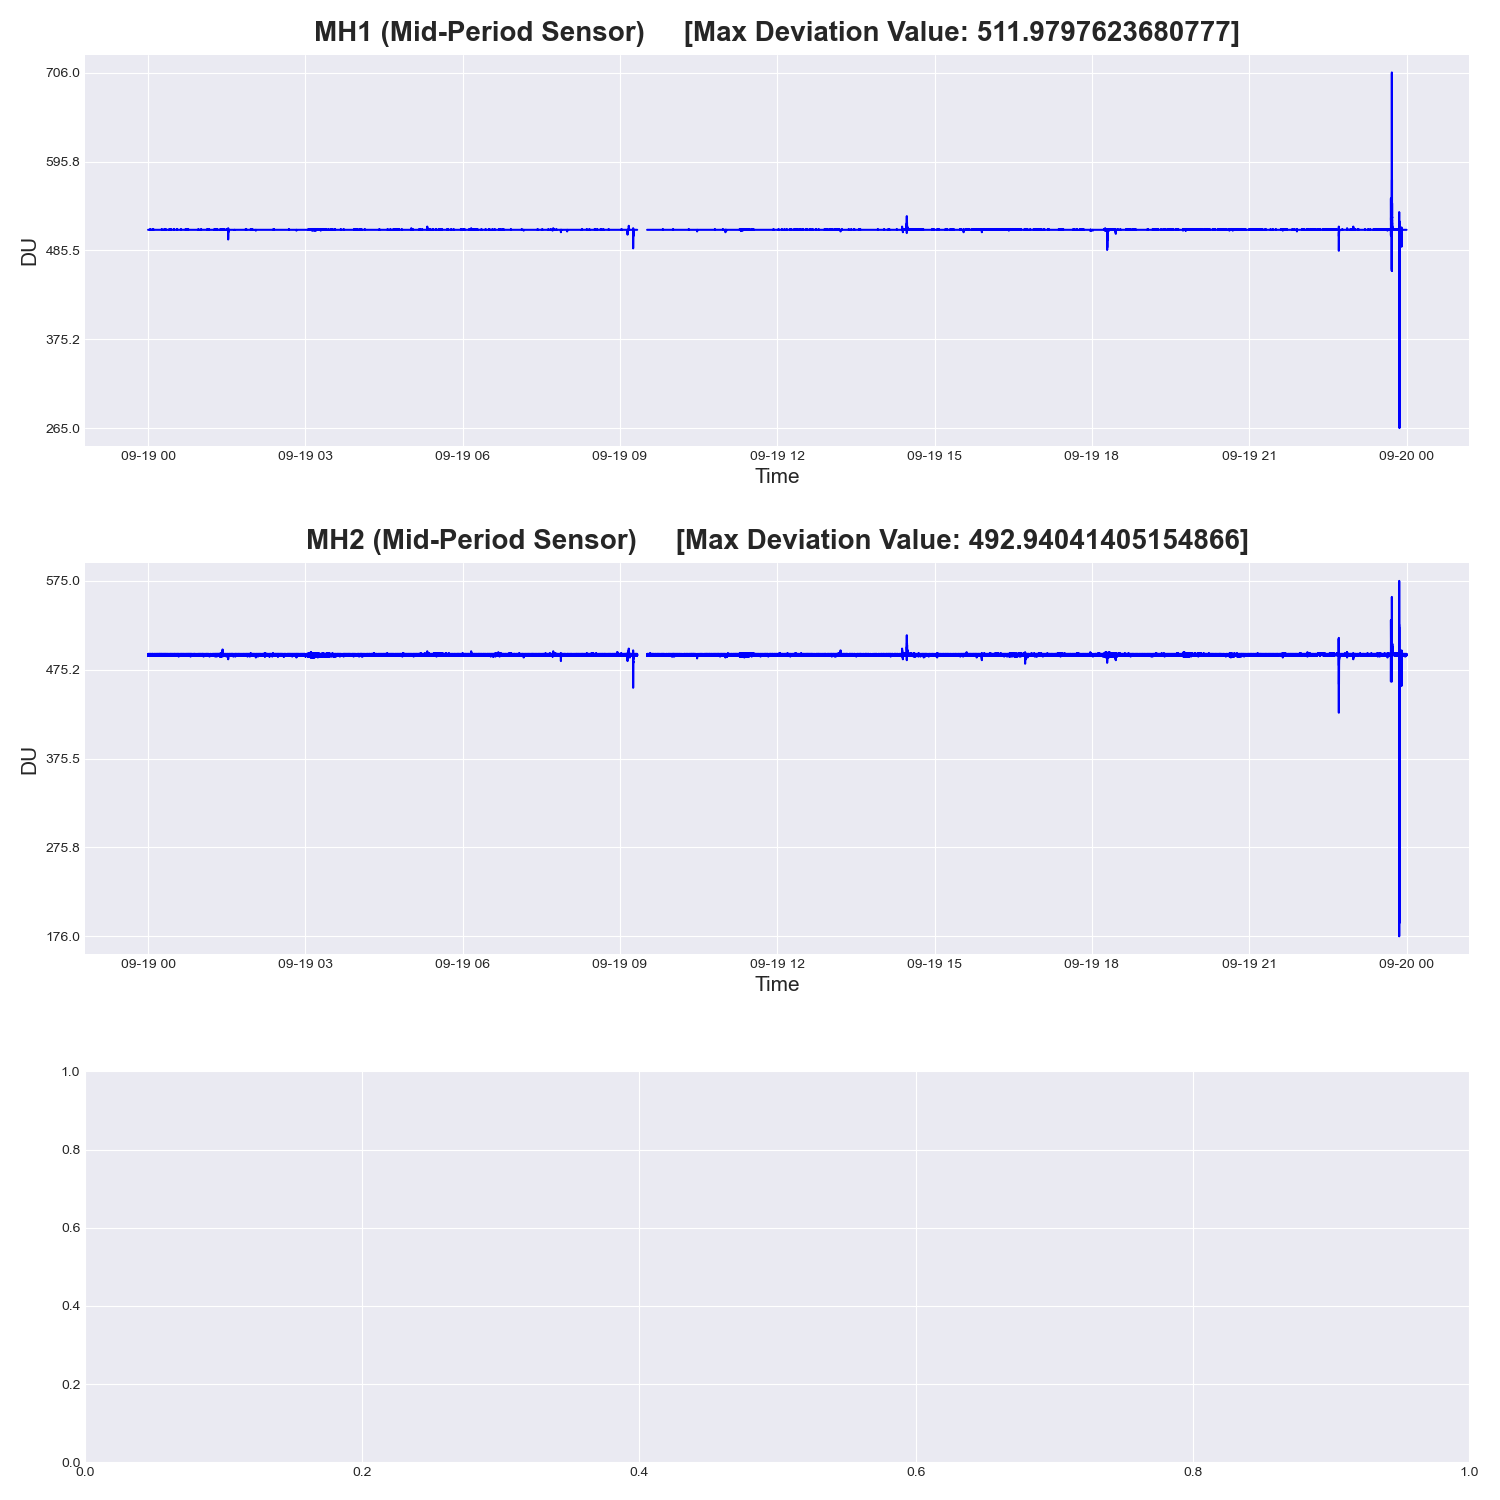 MH1 (Mid-Period Sensor) [Max Deviation Value: 511.9797623680777]
706.0
595.8
485.5
375.2
265.0
DU
09-19 00 09-19 03 09-19 06 09-19 09 09-19 12 09-19 15 09-19 18 09-19 21 09-20 00
Time
MH2 (Mid-Period Sensor) [Max Deviation Value: 492.94041405154866]
575.0
475.2
375.5
275.8
176.0
DU
09-19 00 09-19 03 09-19 06 09-19 09 09-19 12 09-19 15 09-19 18 09-19 21 09-20 00
Time
1.0
0.8
0.6
0.4
0.2
0.0
0.0 0.2 0.4 0.6 0.8 1.0